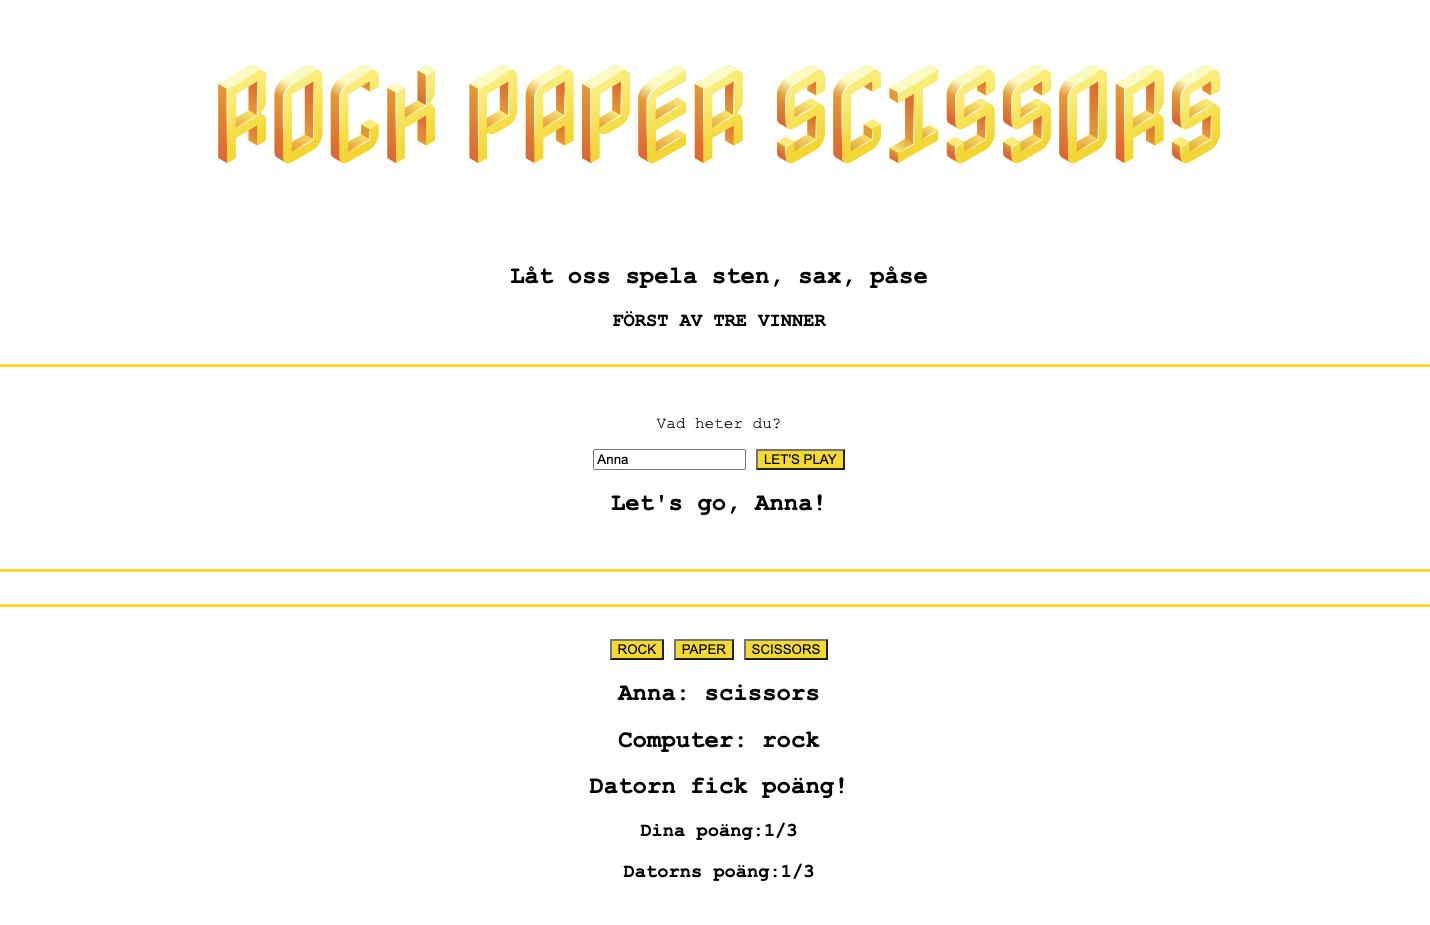 ROCK PAPER SCISSORS
Låt oss spela sten, sax, påse
FÖRST AV TRE VINNER
Vad heter du?
Anna LET'S PLAY
Let's go, Anna!
ROCK PAPER SCISSORS
Anna: scissors
Computer: rock
Datorn fick poäng!
Dina poäng:1/3
Datorns poäng:1/3